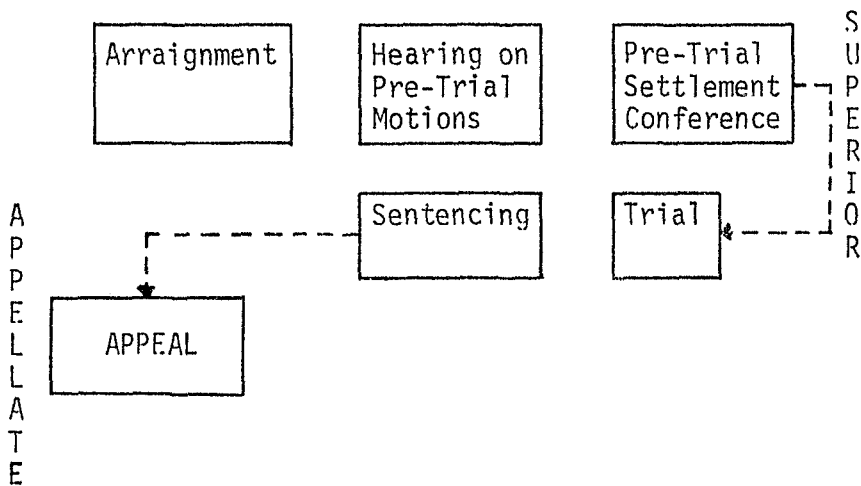 Arraignment
Hearing on
Pre-Trial
Motions
Pre-Trial
Settlement
Conference
SUPERIOR
Sentencing
Trial
APPELLATE
APPEAL